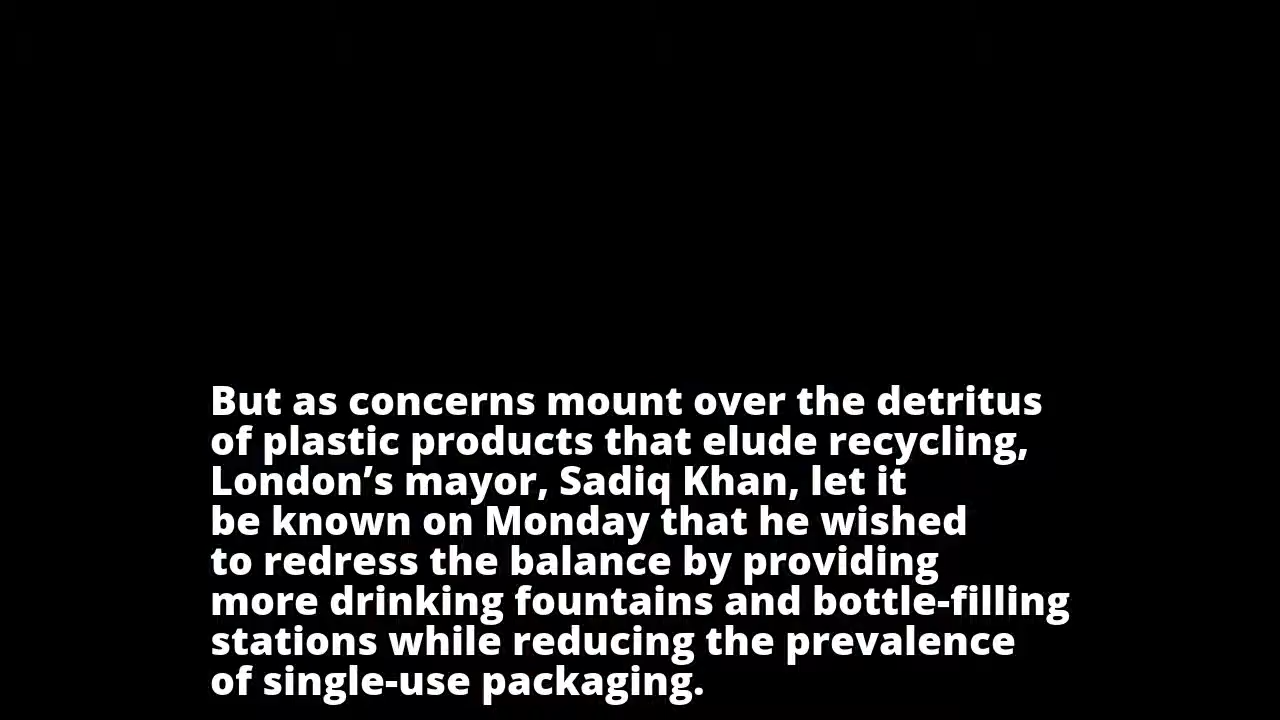 But as concerns mount over the detritus
of plastic products that elude recycling,
London’s mayor, Sadiq Khan, let it
be known on Monday that he wished
to redress the balance by providing
more drinking fountains and bottle-filling
stations while reducing the prevalence
of single-use packaging.